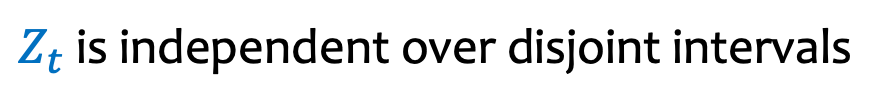 Z_t is independent over disjoint intervals